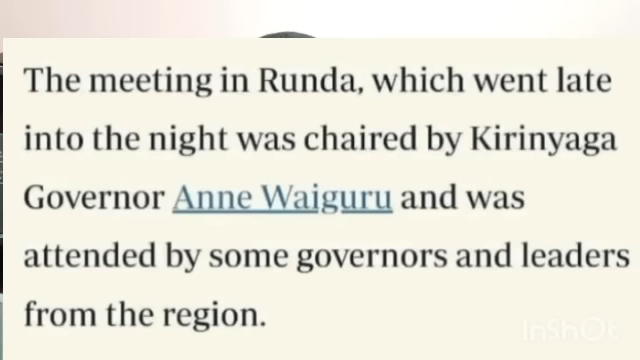 The meeting in Runda, which went late
into the night was chaired by Kirinyaga
Governor Anne Waiguru and was
attended by some governors and leaders
from the region.
InShOt